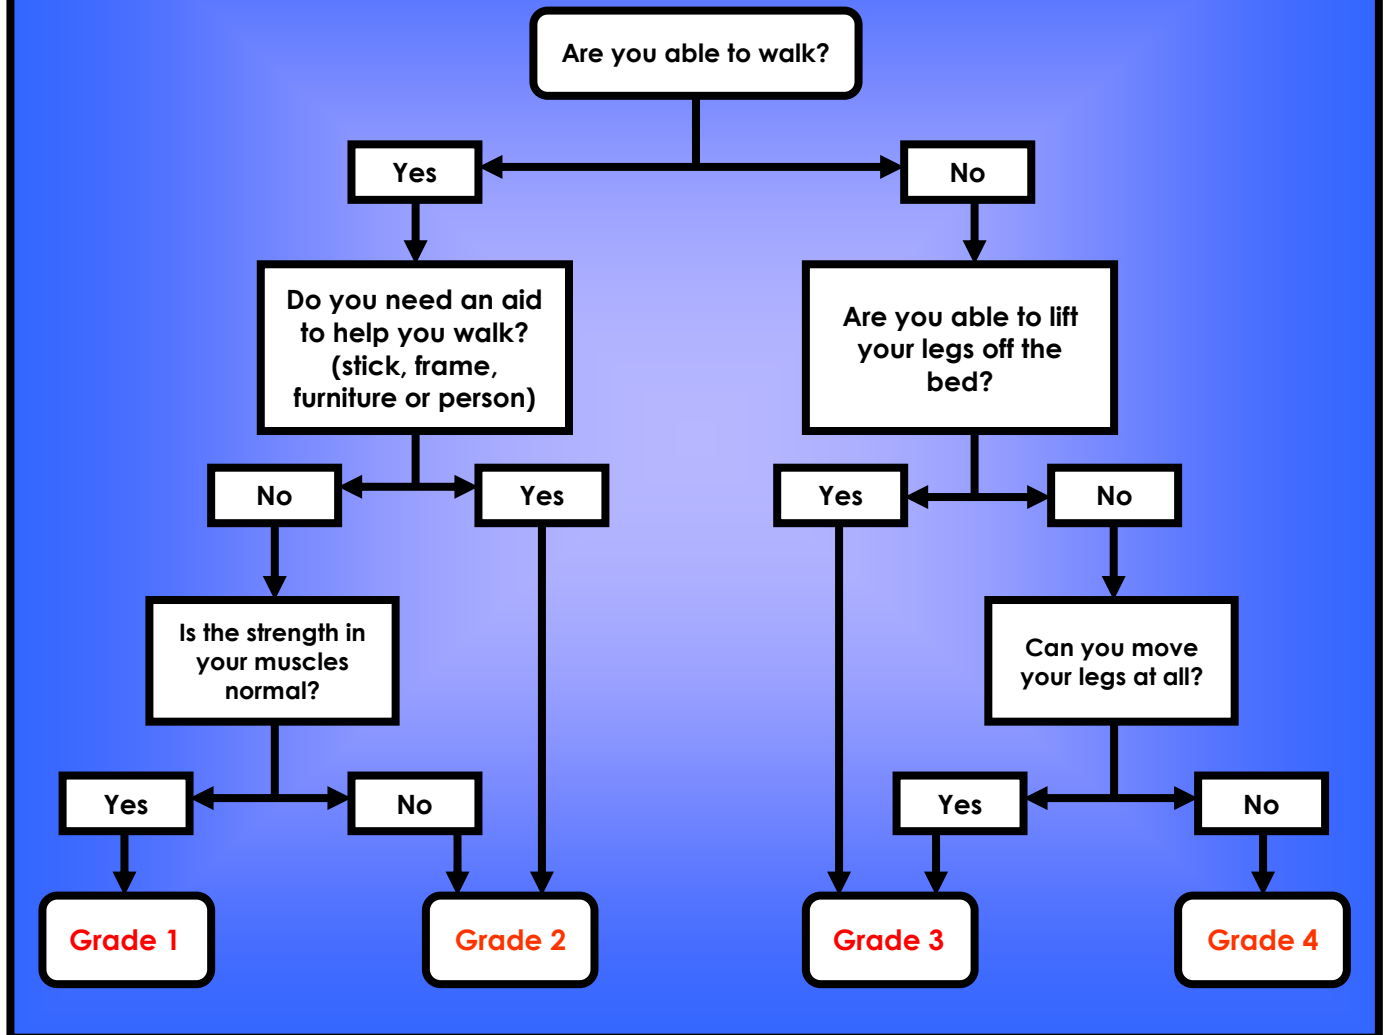 Are you able to walk?
Yes
No
Do you need an aid
to help you walk?
(stick, frame,
furniture or person)
Are you able to lift
your legs off the
bed?
No
Yes
Yes
No
Is the strength in
your muscles
normal?
Can you move
your legs at all?
Yes
No
Yes
No
Grade 1
Grade 2
Grade 3
Grade 4